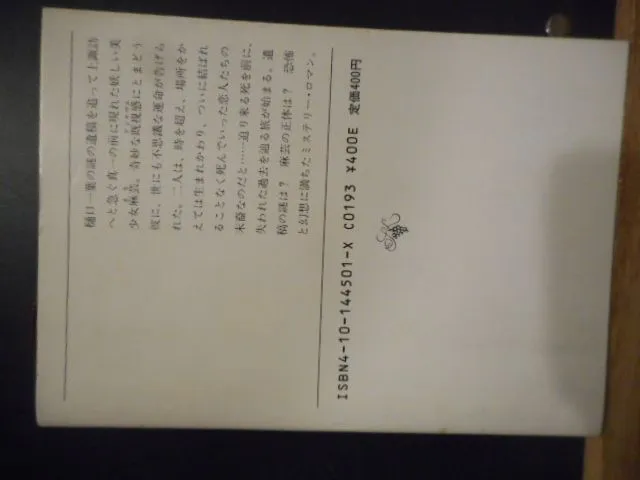 樋口一葉の謎の遺稿を追って上諏訪
へと急ぐ真一の前に現れた妖しい美
少女麻芸。奇妙な既視感にとまどう
彼に、世にも不思議な運命が告げら
れた。二人は、時を超え、場所をか
えては生まれかわり、ついに結ばれ
ることなく死んでいった恋人たちの
末裔なのだと……迫り来る死を前に、
失われた過去を辿る旅が始まる。遺
稿の謎は？　麻芸の正体は？　恐怖
と幻想に満ちたミステリー・ロマン。
ISBN4-10-144501-X C0193 ¥400E 定価400円